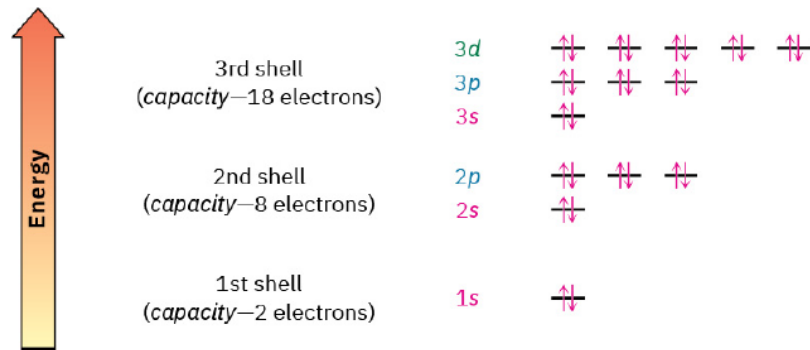 Energy
3rd shell
(capacity—18 electrons)
3d
3p
3s
2nd shell
(capacity—8 electrons)
2p
2s
1st shell
(capacity—2 electrons)
1s